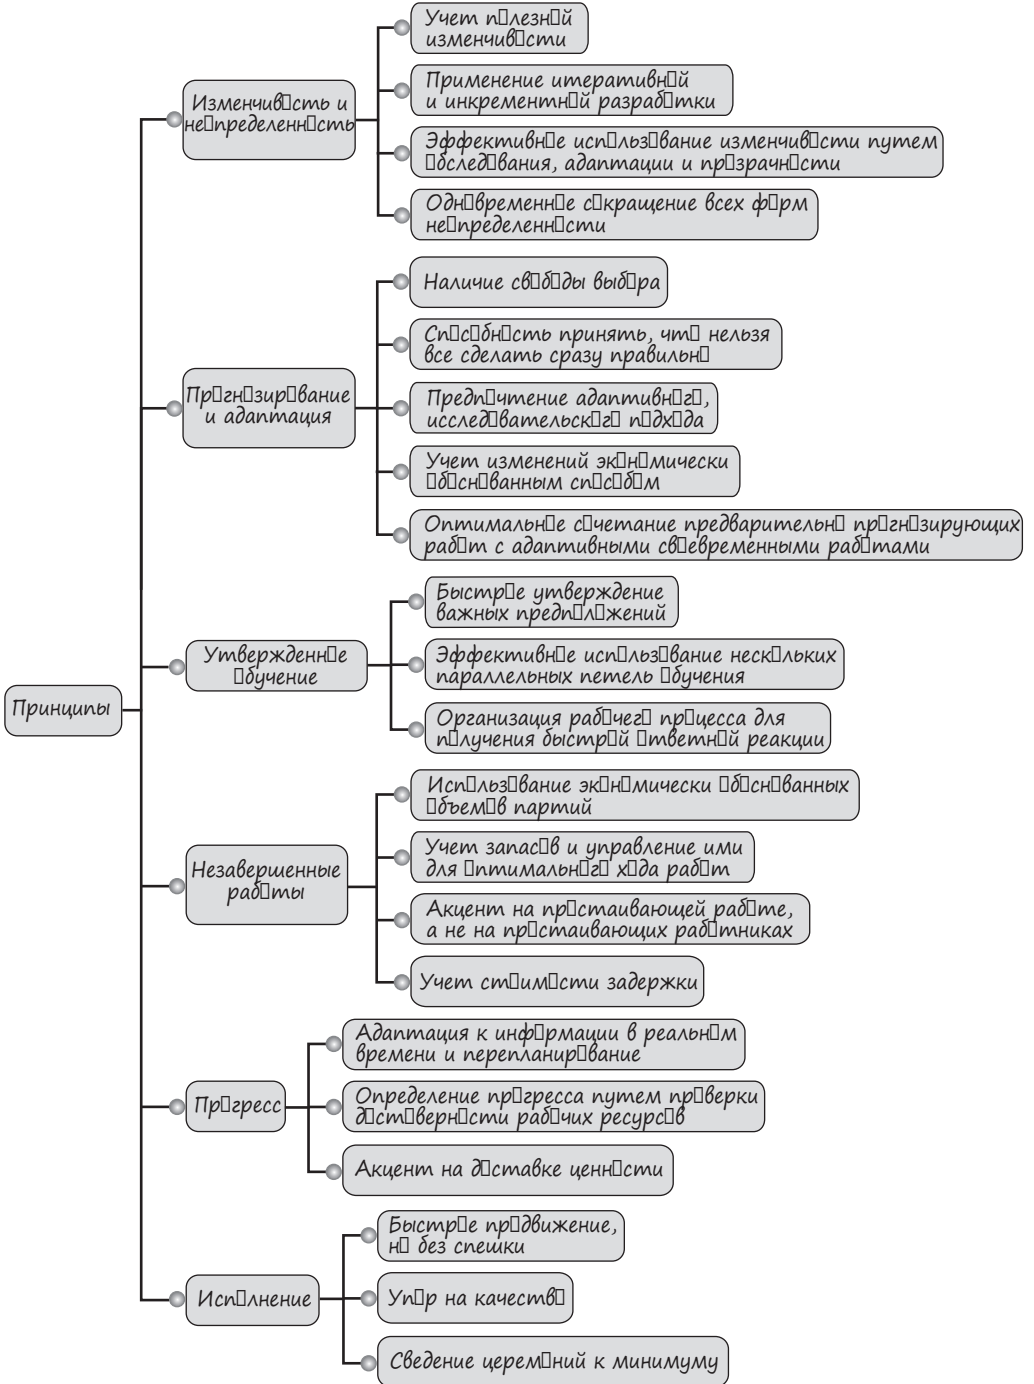 Принципы
Изменчив▯сть и
не▯пределенн▯сть
Учет п▯лезн▯й
изменчив▯сти
Применение итеративн▯й
и инкрементн▯й разраб▯тки
Эффективн▯е исп▯льз▯вание изменчив▯сти путем
▯бслед▯вания, адаптации и пр▯зрачн▯сти
Одн▯временн▯е с▯кращение всех ф▯рм
не▯пределенн▯сти
Пр▯гн▯зир▯вание
и адаптация
Наличие св▯б▯ды выб▯ра
Сп▯с▯бн▯сть принять, чт▯ нельзя
все сделать сразу правильн▯
Предп▯чтение адаптивн▯г▯,
исслед▯вательск▯г▯ п▯дх▯да
Учет изменений эк▯н▯мически
▯б▯сн▯ванным сп▯с▯б▯м
Оптимальн▯е с▯четание предварительн▯ пр▯гн▯зирующих
раб▯т с адаптивными св▯евременными раб▯тами
Утвержденн▯е
▯бучение
Быстр▯е утверждение
важных предп▯л▯жений
Эффективн▯е исп▯льз▯вание неск▯льких
параллельных петель ▯бучения
Организация раб▯чег▯ пр▯цесса для
п▯лучения быстр▯й ▯тветн▯й реакции
Незавершенные
раб▯ты
Исп▯льз▯вание эк▯н▯мически ▯б▯сн▯ванных
▯бъем▯в партий
Учет запас▯в и управление ими
для ▯птимальн▯г▯ х▯да раб▯т
Акцент на пр▯стаивающей раб▯те,
а не на пр▯стаивающих раб▯тниках
Учет ст▯им▯сти задержки
Пр▯гресс
Адаптация к инф▯рмации в реальн▯м
времени и перепланир▯вание
Определение пр▯гресса путем пр▯верки
д▯ст▯верн▯сти раб▯чих ресурс▯в
Акцент на д▯ставке ценн▯сти
Исп▯лнение
Быстр▯е пр▯движение,
н▯ без спешки
Уп▯р на качеств▯
Сведение церем▯ний к минимуму